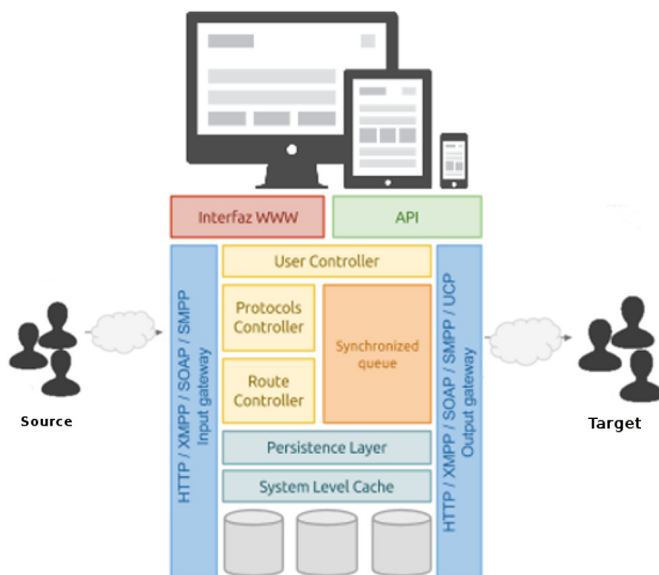 Interfaz WWW
API
User Controller
Protocols
Controller
Synchronized
queue
Route
Controller
Persistence Layer
System Level Cache
HTTP / XMPP / SOAP / SMPP
Input gateway
HTTP / XMPP / SOAP / SMPP / UCP
Output gateway
Source
Target